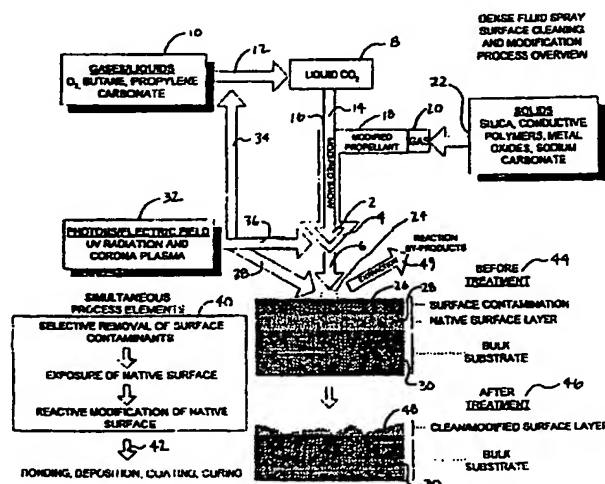 DENSE FLUID SPRAY
SURFACE CLEANING
AND MODIFICATION
PROCESS OVERVIEW
10
12
8
GASES/LIQUIDS
O₂, BUTANE, PROPYLENE
CARBONATE
LIQUID CO₂
22
14
16
18
20
MODIFIED
PROPELLANT
GAS
MODIFIED SNOW
SOLIDS
SILICA, CONDUCTIVE
POLYMERS, METAL
OXIDES, SODIUM
CARBONATE
34
32
2
4
PHOTONS/ELECTRIC FIELD
UV RADIATION AND
CORONA PLASMA
36
38
6
24
REACTION
BY-PRODUCTS
49
BEFORE
TREATMENT
44
26
28
SURFACE CONTAMINATION
NATIVE SURFACE LAYER
BULK
SUBSTRATE
30
SIMULTANEOUS
PROCESS ELEMENTS
40
SELECTIVE REMOVAL OF SURFACE
CONTAMINANTS
EXPOSURE OF NATIVE SURFACE
REACTIVE MODIFICATION OF NATIVE
SURFACE
42
BONDING, DEPOSITION, COATING, CURING
AFTER
TREATMENT
46
48
CLEAN/MODIFIED SURFACE LAYER
BULK
SUBSTRATE